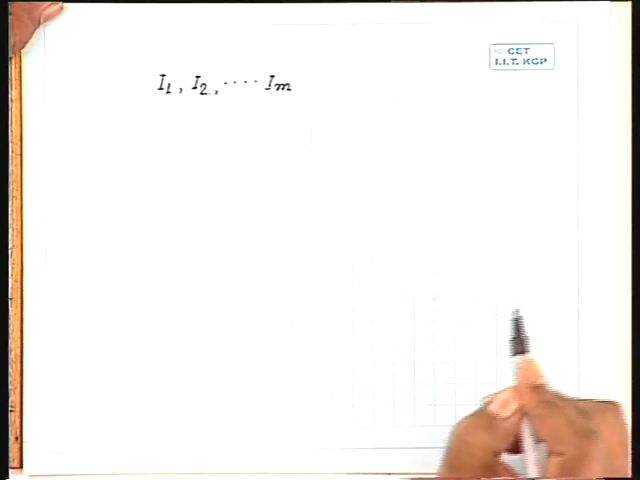 © CET
I.I.T. KGP
I₁, I₂, .... Iₘ